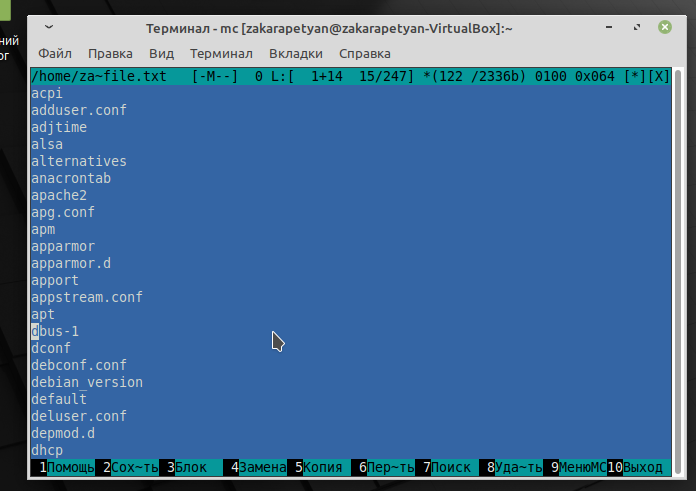 ний
ог
Терминал - mc [zakarapetyan@zakarapetyan-VirtualBox]:~
Файл Правка Вид Терминал Вкладки Справка
/home/za~file.txt [-M--] 0 L:[ 1+14 15/247] *(122 /2336b) 0100 0x064 [*][X]
acpi
adduser.conf
adjtime
alsa
alternatives
anacrontab
apache2
apg.conf
apm
apparmor
apparmor.d
apport
appstream.conf
apt
dbus-1
dconf
debconf.conf
debian_version
default
deluser.conf
depmod.d
dhcp
1Помощь 2Сох~ть 3Блок 4Замена 5Копия 6Пер~ть 7Поиск 8Уда~ть 9МенюMC 10Выход